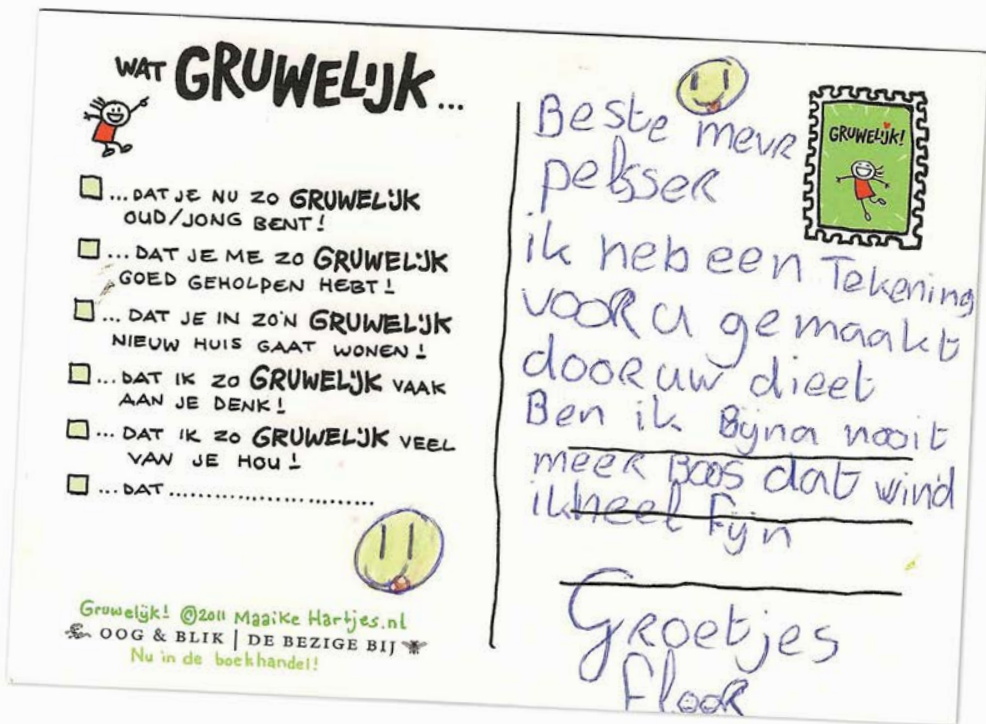 WAT GRUWELIJK...
... DAT JE NU ZO GRUWELIJK
OUD/JONG BENT!
... DAT JE ME ZO GRUWELIJK
GOED GEHOLPEN HEBT!
... DAT JE IN ZO'N GRUWELIJK
NIEUW HUIS GAAT WONEN!
... DAT IK ZO GRUWELIJK VAAK
AAN JE DENK!
... DAT IK ZO GRUWELIJK VEEL
VAN JE HOU!
... DAT..........................
Gruwelijk! ©2011 Maaike Hartjes.nl
OOG & BLIK | DE BEZIGE BIJ
Nu in de boekhandel!
GRUWELIJK!
Beste mevR
pelsseR
ik heb een Tekening
vooR u gemaakt
dooR uw dieet
Ben ik Bijna nooit
meeR Boos dat wind
ik heel Fijn
GRoetjes
FlooR